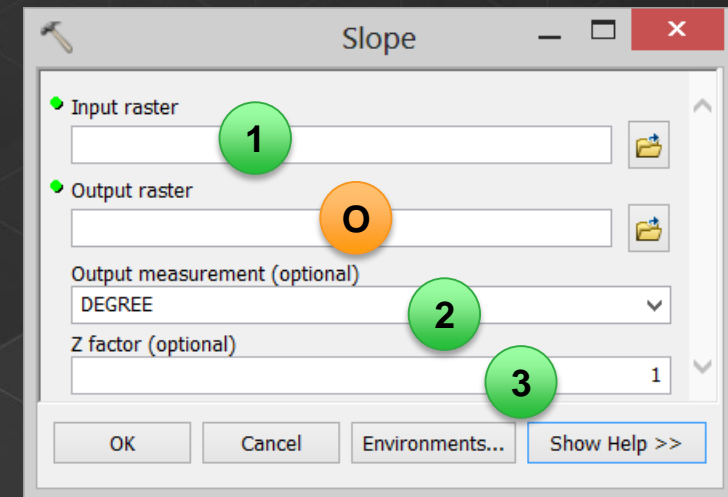 Slope
Input raster
1
Output raster
O
Output measurement (optional)
DEGREE
2
Z factor (optional)
1
3
OK Cancel Environments... Show Help >>